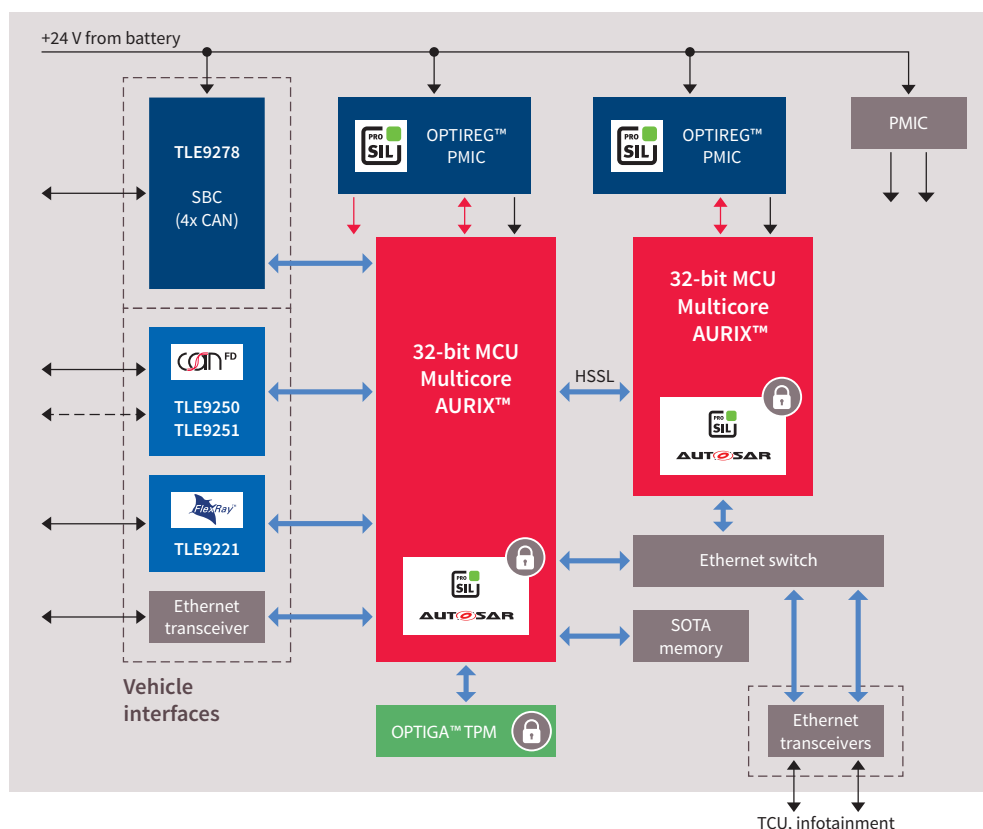 +24 V from battery
TLE9278
SBC
(4x CAN)
PRO
SIL
OPTIREG™
PMIC
PRO
SIL
OPTIREG™
PMIC
PMIC
CAN FD
TLE9250
TLE9251
FlexRay™
TLE9221
Ethernet
transceiver
Vehicle
interfaces
32-bit MCU
Multicore
AURIX™
PRO
SIL
AUTOSAR
HSSL
32-bit MCU
Multicore
AURIX™
PRO
SIL
AUTOSAR
Ethernet switch
SOTA
memory
OPTIGA™ TPM
Ethernet
transceivers
TCU, infotainment